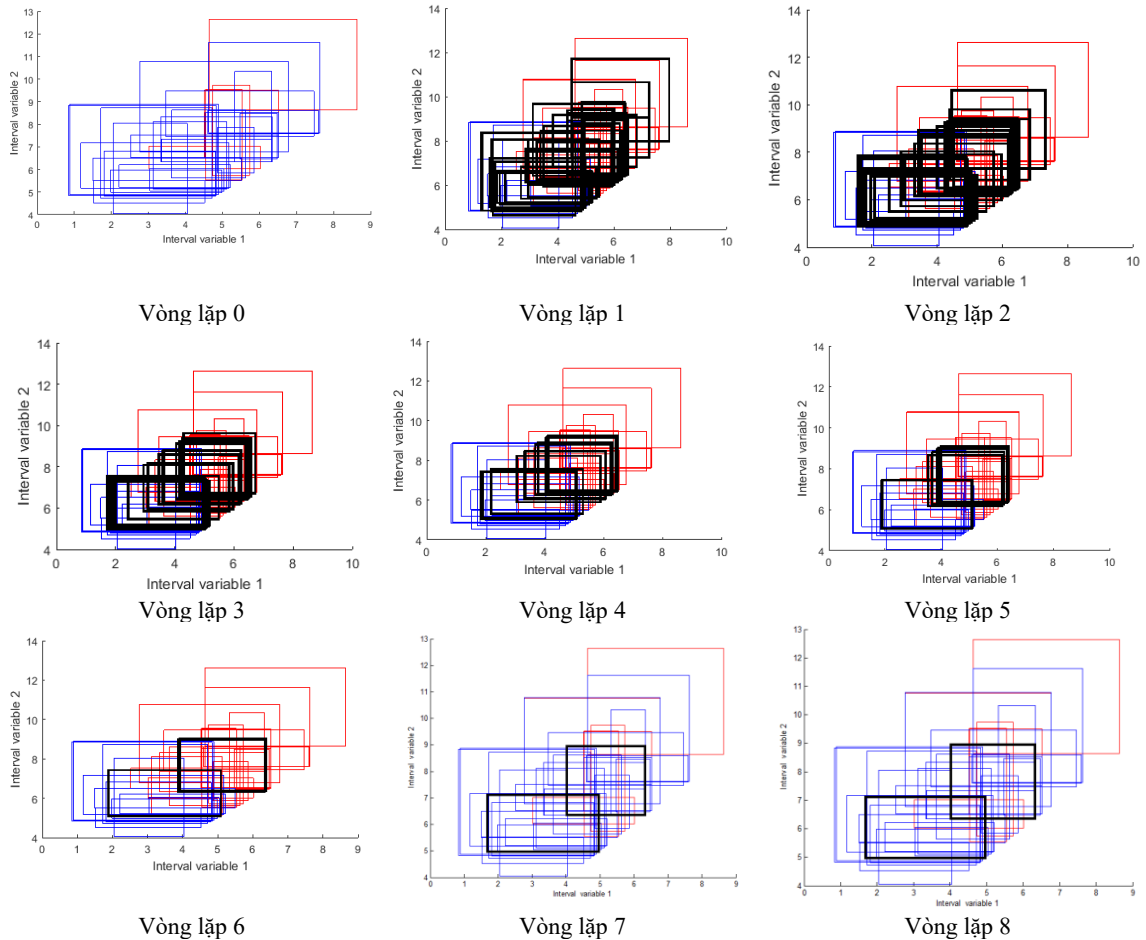 13
12
11
10
9
8
7
6
5
4
Interval variable 2
0 1 2 3 4 5 6 7 8 9
Interval variable 1
Vòng lặp 0
14
12
10
8
6
4
Interval variable 2
0 2 4 6 8 10
Interval variable 1
Vòng lặp 1
14
12
10
8
6
4
Interval variable 2
0 2 4 6 8 10
Interval variable 1
Vòng lặp 2
14
12
10
8
6
4
Interval variable 2
0 2 4 6 8 10
Interval variable 1
Vòng lặp 3
14
12
10
8
6
4
Interval variable 2
0 2 4 6 8 10
Interval variable 1
Vòng lặp 4
14
12
10
8
6
4
Interval variable 2
0 2 4 6 8 10
Interval variable 1
Vòng lặp 5
14
12
10
8
6
4
Interval variable 2
0 1 2 3 4 5 6 7 8 9
Interval variable 1
Vòng lặp 6
13
12
11
10
9
8
7
6
5
4
Interval variable 2
0 1 2 3 4 5 6 7 8 9
Interval variable 1
Vòng lặp 7
13
12
11
10
9
8
7
6
5
4
Interval variable 2
0 1 2 3 4 5 6 7 8 9
Interval variable 1
Vòng lặp 8